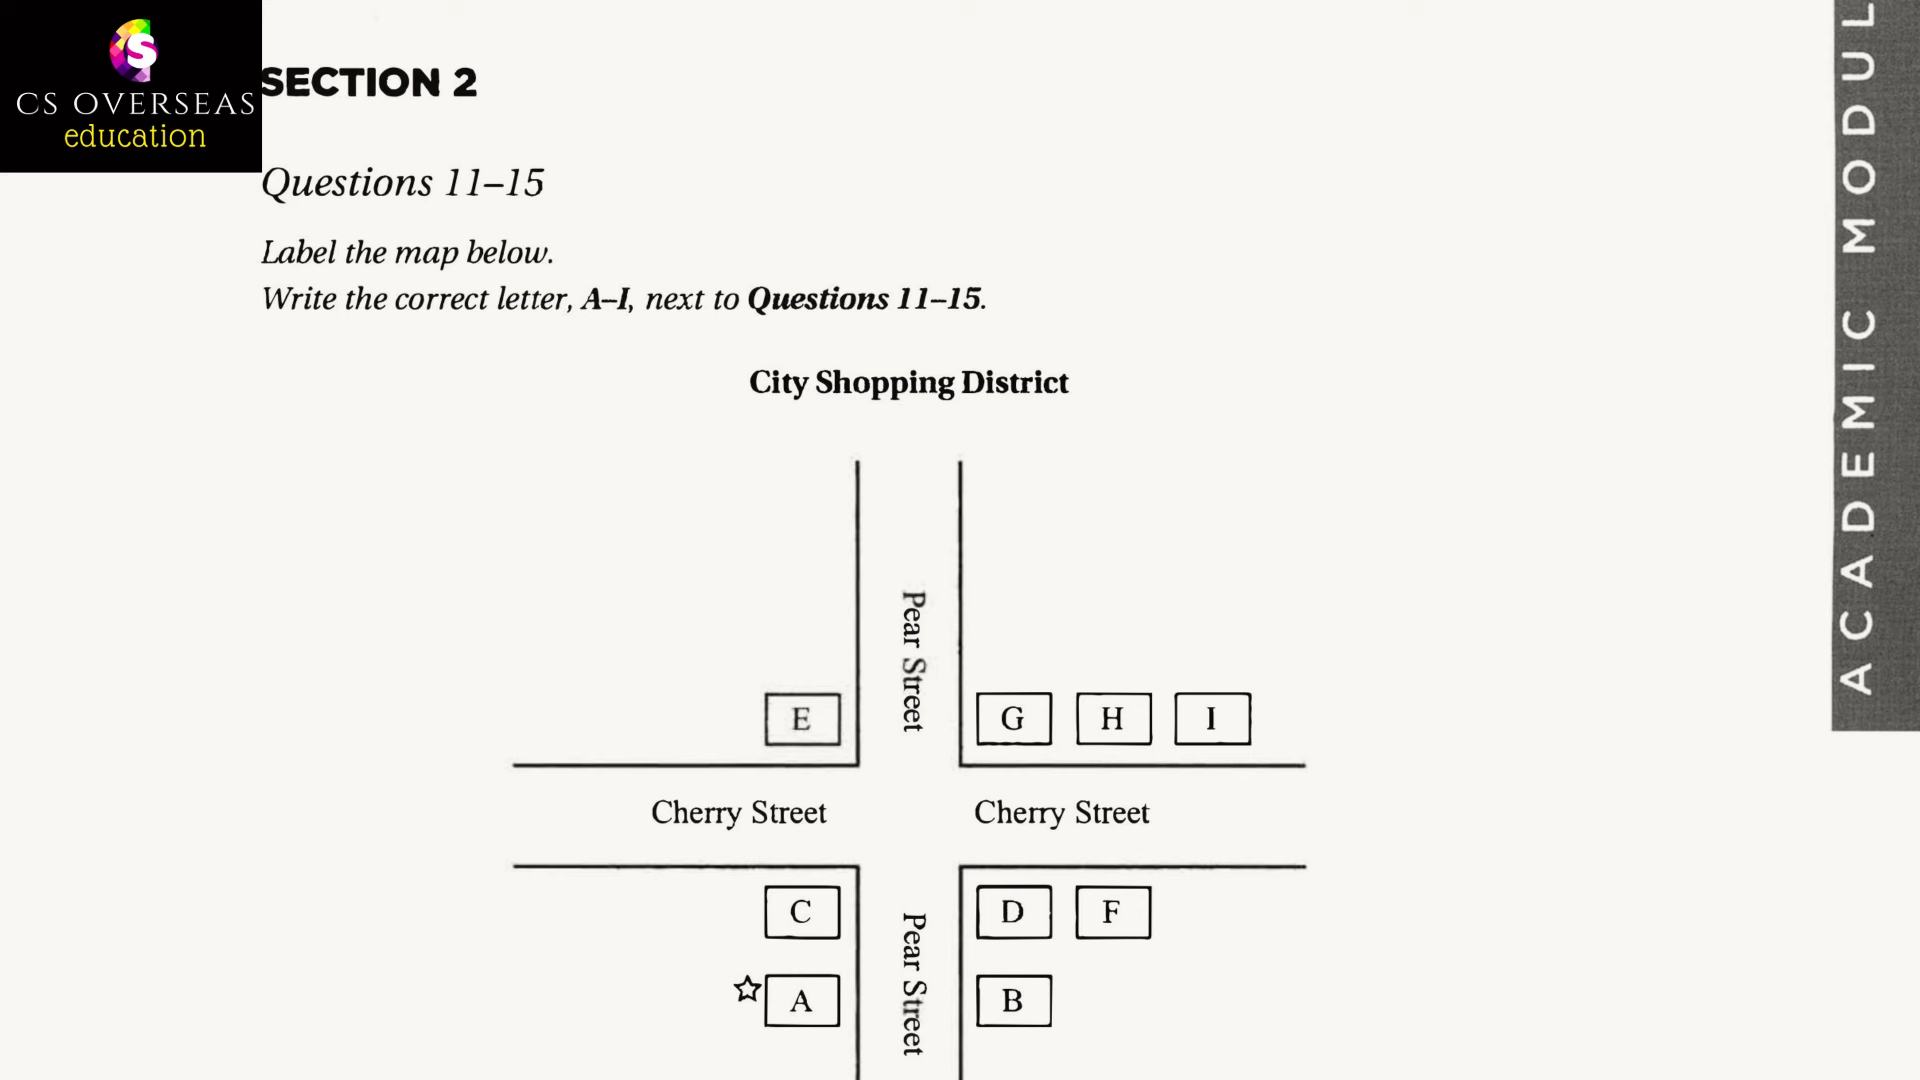 S
CS OVERSEAS
education
SECTION 2
Questions 11–15
Label the map below.
Write the correct letter, A–I, next to Questions 11–15.
City Shopping District
Pear Street
E
G H I
Cherry Street Cherry Street
C
D F
Pear Street
A
B
ACADEMIC MODUL